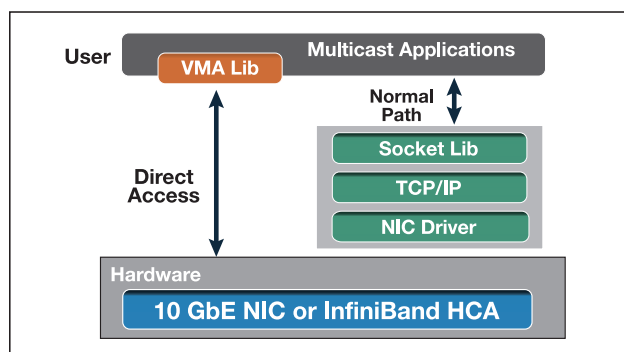 User
Multicast Applications
VMA Lib
Normal
Path
Direct
Access
Socket Lib
TCP/IP
NIC Driver
Hardware
10 GbE NIC or InfiniBand HCA